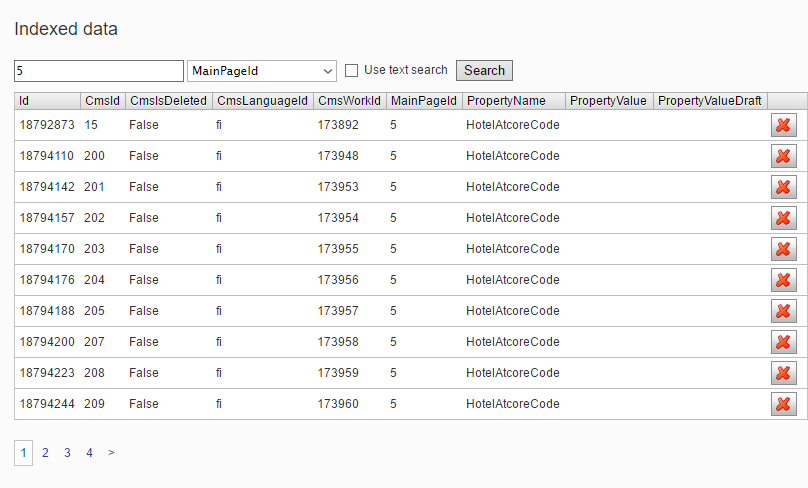 Indexed data
5 MainPageId Use text search Search
Id CmsId CmsIsDeleted CmsLanguageId CmsWorkId MainPageId PropertyName PropertyValue PropertyValueDraft
18792873 15 False fi 173892 5 HotelAtcoreCode
18794110 200 False fi 173948 5 HotelAtcoreCode
18794142 201 False fi 173953 5 HotelAtcoreCode
18794157 202 False fi 173954 5 HotelAtcoreCode
18794170 203 False fi 173955 5 HotelAtcoreCode
18794176 204 False fi 173956 5 HotelAtcoreCode
18794188 205 False fi 173957 5 HotelAtcoreCode
18794200 207 False fi 173958 5 HotelAtcoreCode
18794223 208 False fi 173959 5 HotelAtcoreCode
18794244 209 False fi 173960 5 HotelAtcoreCode
1 2 3 4 >